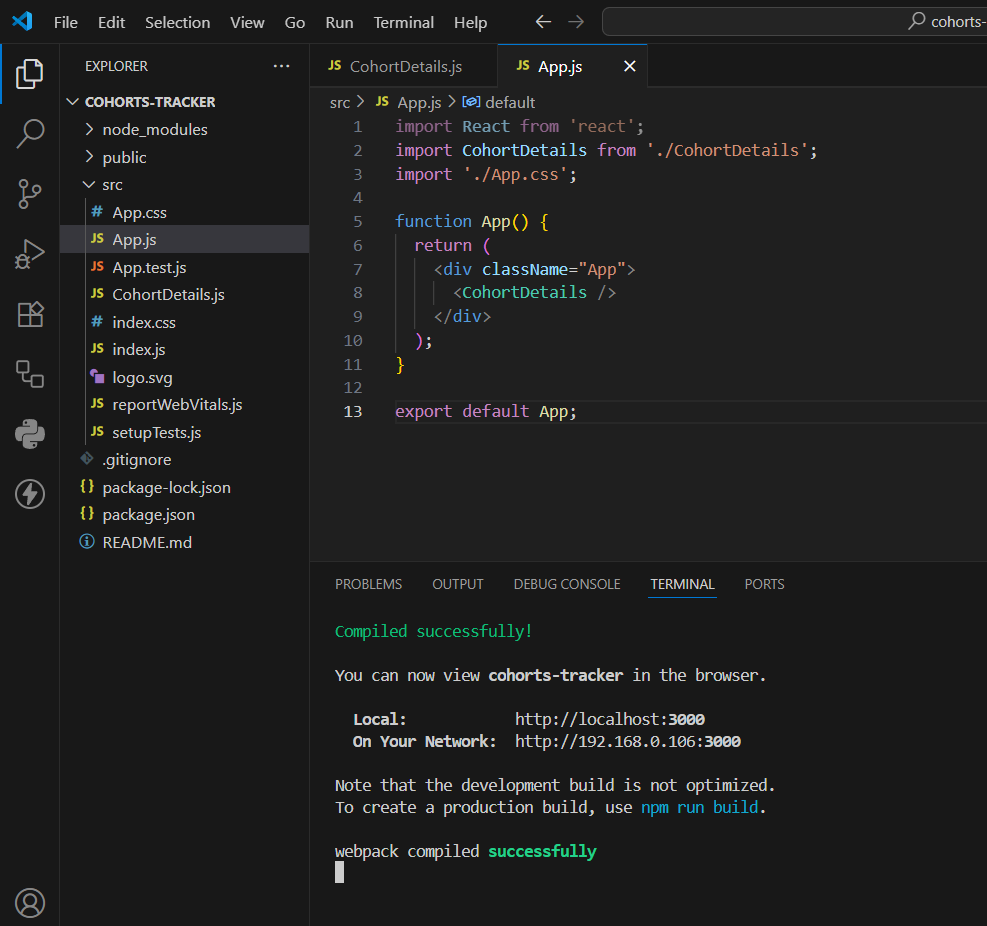 File Edit Selection View Go Run Terminal Help cohorts-
EXPLORER
COHORTS-TRACKER
node_modules
public
src
# App.css
JS App.js
JS App.test.js
JS CohortDetails.js
# index.css
JS index.js
logo.svg
JS reportWebVitals.js
JS setupTests.js
.gitignore
{} package-lock.json
{} package.json
README.md
JS CohortDetails.js JS App.js
src > JS App.js > default
1 import React from 'react';
2 import CohortDetails from './CohortDetails';
3 import './App.css';
4
5 function App() {
6 return (
7 <div className="App">
8 <CohortDetails />
9 </div>
10 );
11 }
12
13 export default App;
PROBLEMS OUTPUT DEBUG CONSOLE TERMINAL PORTS
Compiled successfully!
You can now view cohorts-tracker in the browser.
Local: http://localhost:3000
On Your Network: http://192.168.0.106:3000
Note that the development build is not optimized.
To create a production build, use npm run build.
webpack compiled successfully